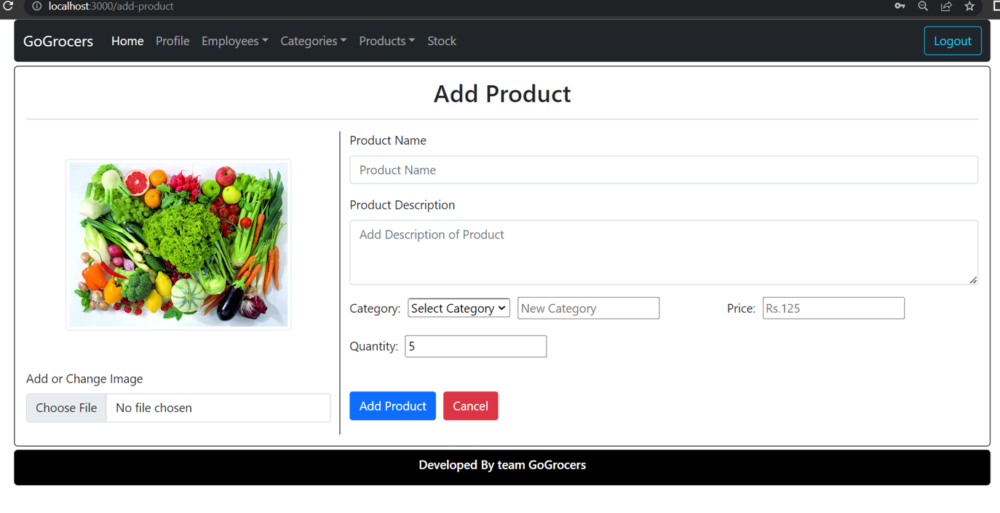 localhost:3000/add-product
GoGrocers Home Profile Employees Categories Products Stock Logout
Add Product
Product Name
Product Name
Product Description
Add Description of Product
Category: Select Category New Category Price: Rs.125
Quantity: 5
Add or Change Image
Choose File No file chosen
Add Product Cancel
Developed By team GoGrocers